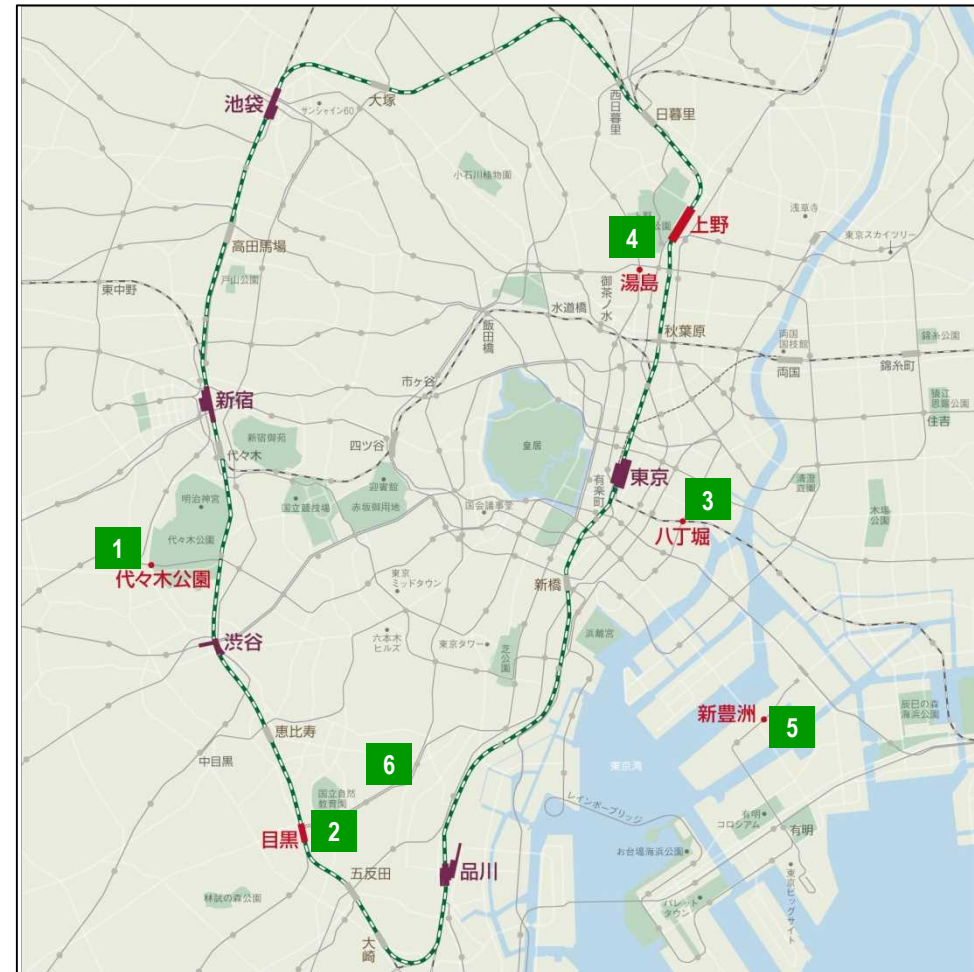 池袋
サンシャイン60
大塚
西日暮里
日暮里
小石川植物園
高田馬場
戸山公園
東中野
4
上野
公園
湯島
浅草寺
東京スカイツリー
御茶ノ水
水道橋
飯田橋
秋葉原
両国
国技館
両国
錦糸公園
錦糸町
猿江
恩賜公園
住吉
市ヶ谷
新宿
新宿御苑
代々木
四ツ谷
皇居
東京
有楽町
迎賓館
赤坂御用地
国立競技場
国会議事堂
明治神宮
代々木公園
1
代々木公園
3
八丁堀
清澄
庭園
木場
公園
東京
ミッドタウン
新橋
浜離宮
六本木
ヒルズ
東京タワー
芝公園
渋谷
恵比寿
中目黒
6
国立自然
教育園
2
目黒
五反田
品川
林試の森公園
大崎
新豊洲
5
辰巳の森
海浜公園
東京湾
レインボーブリッジ
有明
コロシアム
有明
お台場海浜公園
パレット
タウン
東京ビッグサイト